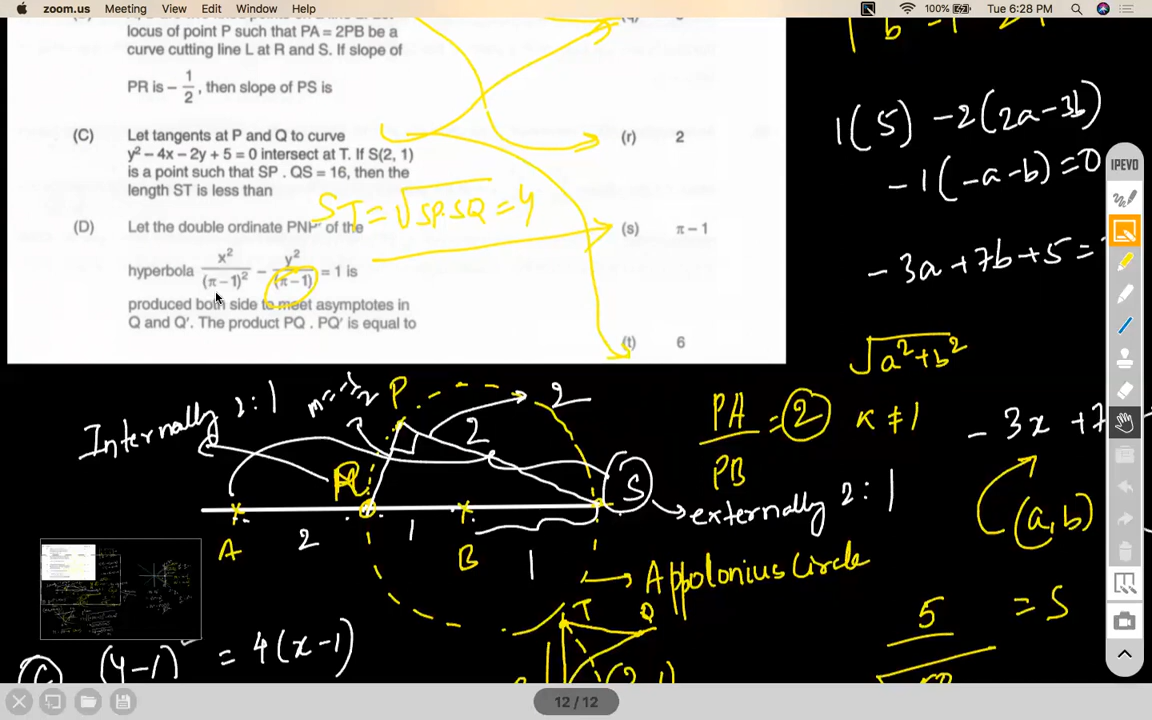 zoom.us Meeting View Edit Window Help 100% Tue 6:28 PM
locus of point P such that PA = 2PB be a
curve cutting line L at R and S. If slope of
PR is – 1/2, then slope of PS is
(C) Let tangents at P and Q to curve
y² – 4x – 2y + 5 = 0 intersect at T. If S(2, 1)
is a point such that SP . QS = 16, then the
length ST is less than
(r) 2
ST = √SP.SQ = 4
(D) Let the double ordinate PNP' of the
hyperbola x²/(π – 1)² – y²/(π – 1) = 1 is
produced both side to meet asymptotes in
Q and Q'. The product PQ . PQ' is equal to
(s) π – 1
(t) 6
1(5) -2(2a-3b)
-1(-a-b)=0
-3a+7b+5=
IPEVO
√a²+b²
Internally 2:1
P
2
2
PA/PB = 2 K ≠ 1
-3x +7
R
S
externally 2:1
(a,b)
A
2
1
B
1
Appolonius Circle
T
Q
5
= 5
(y-1)² = 4(x-1)
12 / 12